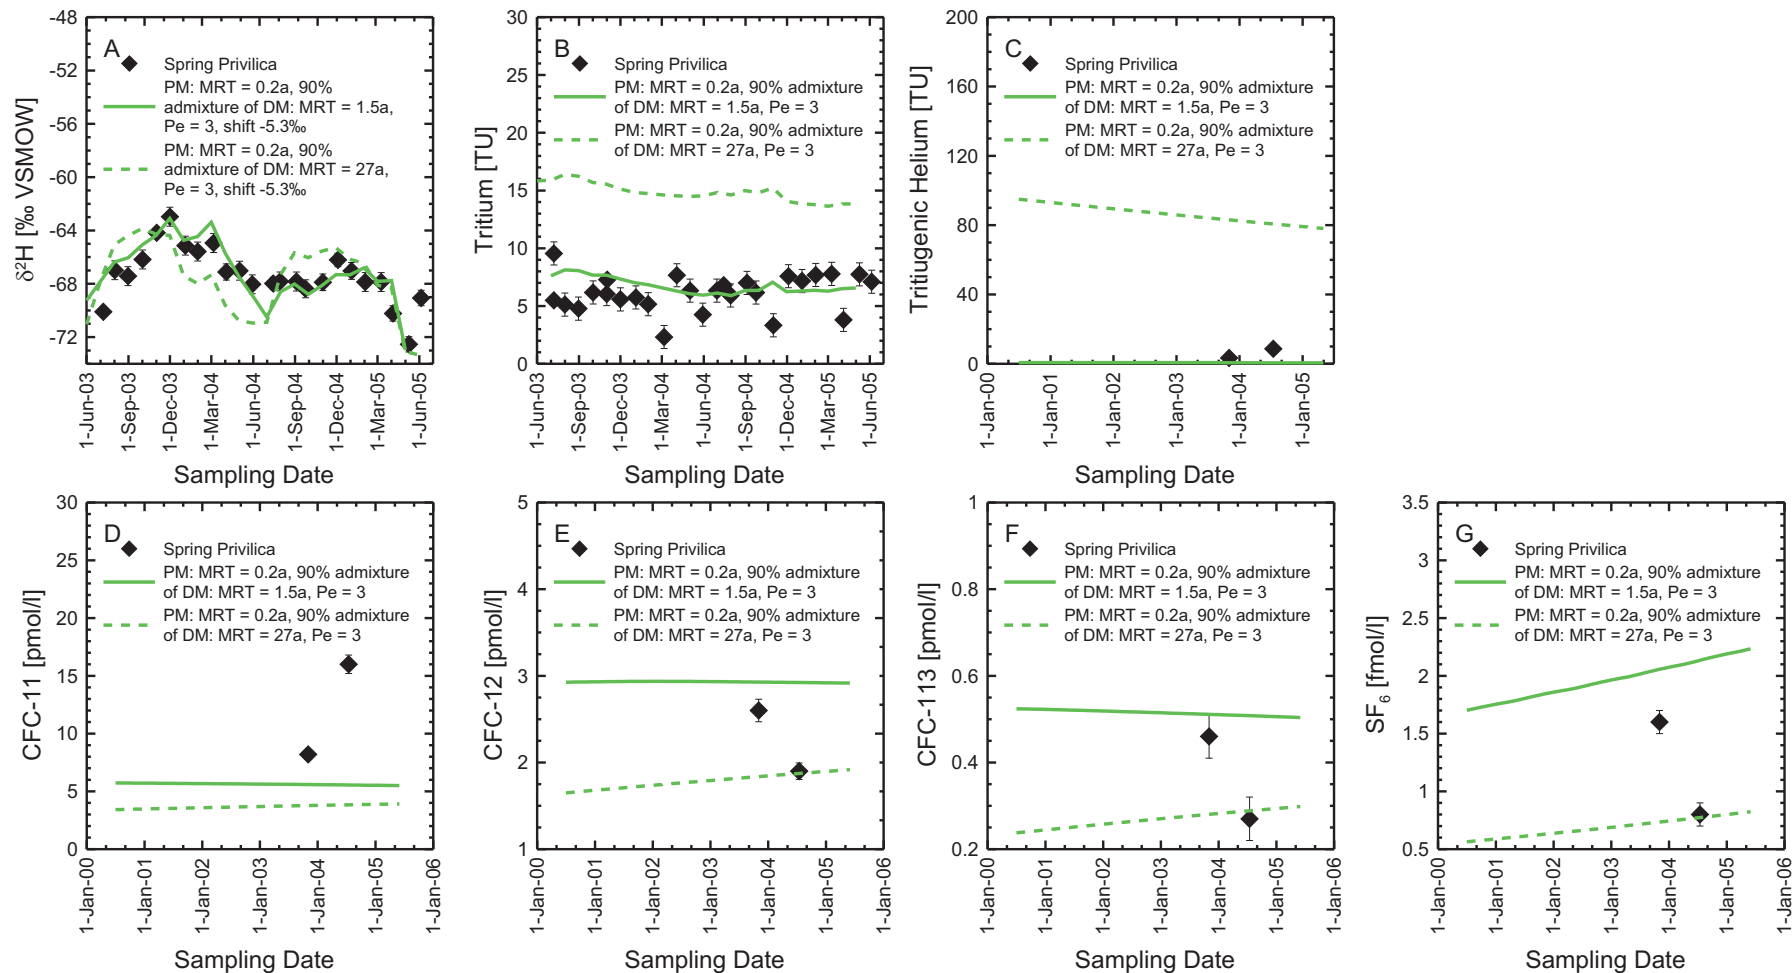 A
Spring Privilica
PM: MRT = 0.2a, 90%
admixture of DM: MRT = 1.5a,
Pe = 3, shift -5.3‰
PM: MRT = 0.2a, 90%
admixture of DM: MRT = 27a,
Pe = 3, shift -5.3‰
δ²H [‰ VSMOW]
-48
-52
-56
-60
-64
-68
-72
1-Jun-03
1-Sep-03
1-Dec-03
1-Mar-04
1-Jun-04
1-Sep-04
1-Dec-04
1-Mar-05
1-Jun-05
Sampling Date
B
Spring Privilica
PM: MRT = 0.2a, 90% admixture
of DM: MRT = 1.5a, Pe = 3
PM: MRT = 0.2a, 90% admixture
of DM: MRT = 27a, Pe = 3
Tritium [TU]
30
25
20
15
10
5
0
1-Jun-03
1-Sep-03
1-Dec-03
1-Mar-04
1-Jun-04
1-Sep-04
1-Dec-04
1-Mar-05
1-Jun-05
Sampling Date
C
Spring Privilica
PM: MRT = 0.2a, 90% admixture
of DM: MRT = 1.5a, Pe = 3
PM: MRT = 0.2a, 90% admixture
of DM: MRT = 27a, Pe = 3
Tritiugenic Helium [TU]
200
160
120
80
40
0
1-Jan-00
1-Jan-01
1-Jan-02
1-Jan-03
1-Jan-04
1-Jan-05
Sampling Date
D
Spring Privilica
PM: MRT = 0.2a, 90% admixture
of DM: MRT = 1.5a, Pe = 3
PM: MRT = 0.2a, 90% admixture
of DM: MRT = 27a, Pe = 3
CFC-11 [pmol/l]
30
25
20
15
10
5
0
1-Jan-00
1-Jan-01
1-Jan-02
1-Jan-03
1-Jan-04
1-Jan-05
1-Jan-06
Sampling Date
E
Spring Privilica
PM: MRT = 0.2a, 90% admixture
of DM: MRT = 1.5a, Pe = 3
PM: MRT = 0.2a, 90% admixture
of DM: MRT = 27a, Pe = 3
CFC-12 [pmol/l]
5
4
3
2
1
1-Jan-00
1-Jan-01
1-Jan-02
1-Jan-03
1-Jan-04
1-Jan-05
1-Jan-06
Sampling Date
F
Spring Privilica
PM: MRT = 0.2a, 90% admixture
of DM: MRT = 1.5a, Pe = 3
PM: MRT = 0.2a, 90% admixture
of DM: MRT = 27a, Pe = 3
CFC-113 [pmol/l]
1
0.8
0.6
0.4
0.2
1-Jan-00
1-Jan-01
1-Jan-02
1-Jan-03
1-Jan-04
1-Jan-05
1-Jan-06
Sampling Date
G
Spring Privilica
PM: MRT = 0.2a, 90% admixture
of DM: MRT = 1.5a, Pe = 3
PM: MRT = 0.2a, 90% admixture
of DM: MRT = 27a, Pe = 3
SF₆ [fmol/l]
3.5
3
2.5
2
1.5
1
0.5
1-Jan-00
1-Jan-01
1-Jan-02
1-Jan-03
1-Jan-04
1-Jan-05
1-Jan-06
Sampling Date